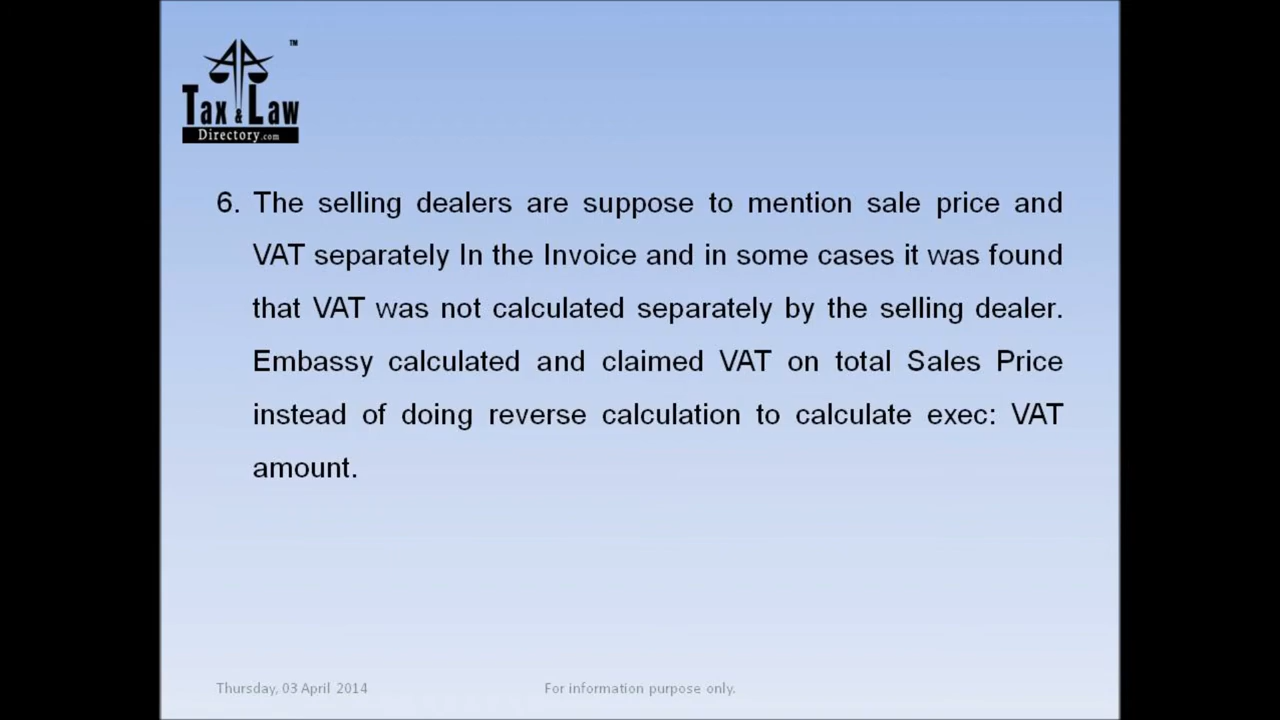 TM
Tax & Law
Directory.com
6. The selling dealers are suppose to mention sale price and
VAT separately In the Invoice and in some cases it was found
that VAT was not calculated separately by the selling dealer.
Embassy calculated and claimed VAT on total Sales Price
instead of doing reverse calculation to calculate exec: VAT
amount.
Thursday, 03 April 2014
For information purpose only.